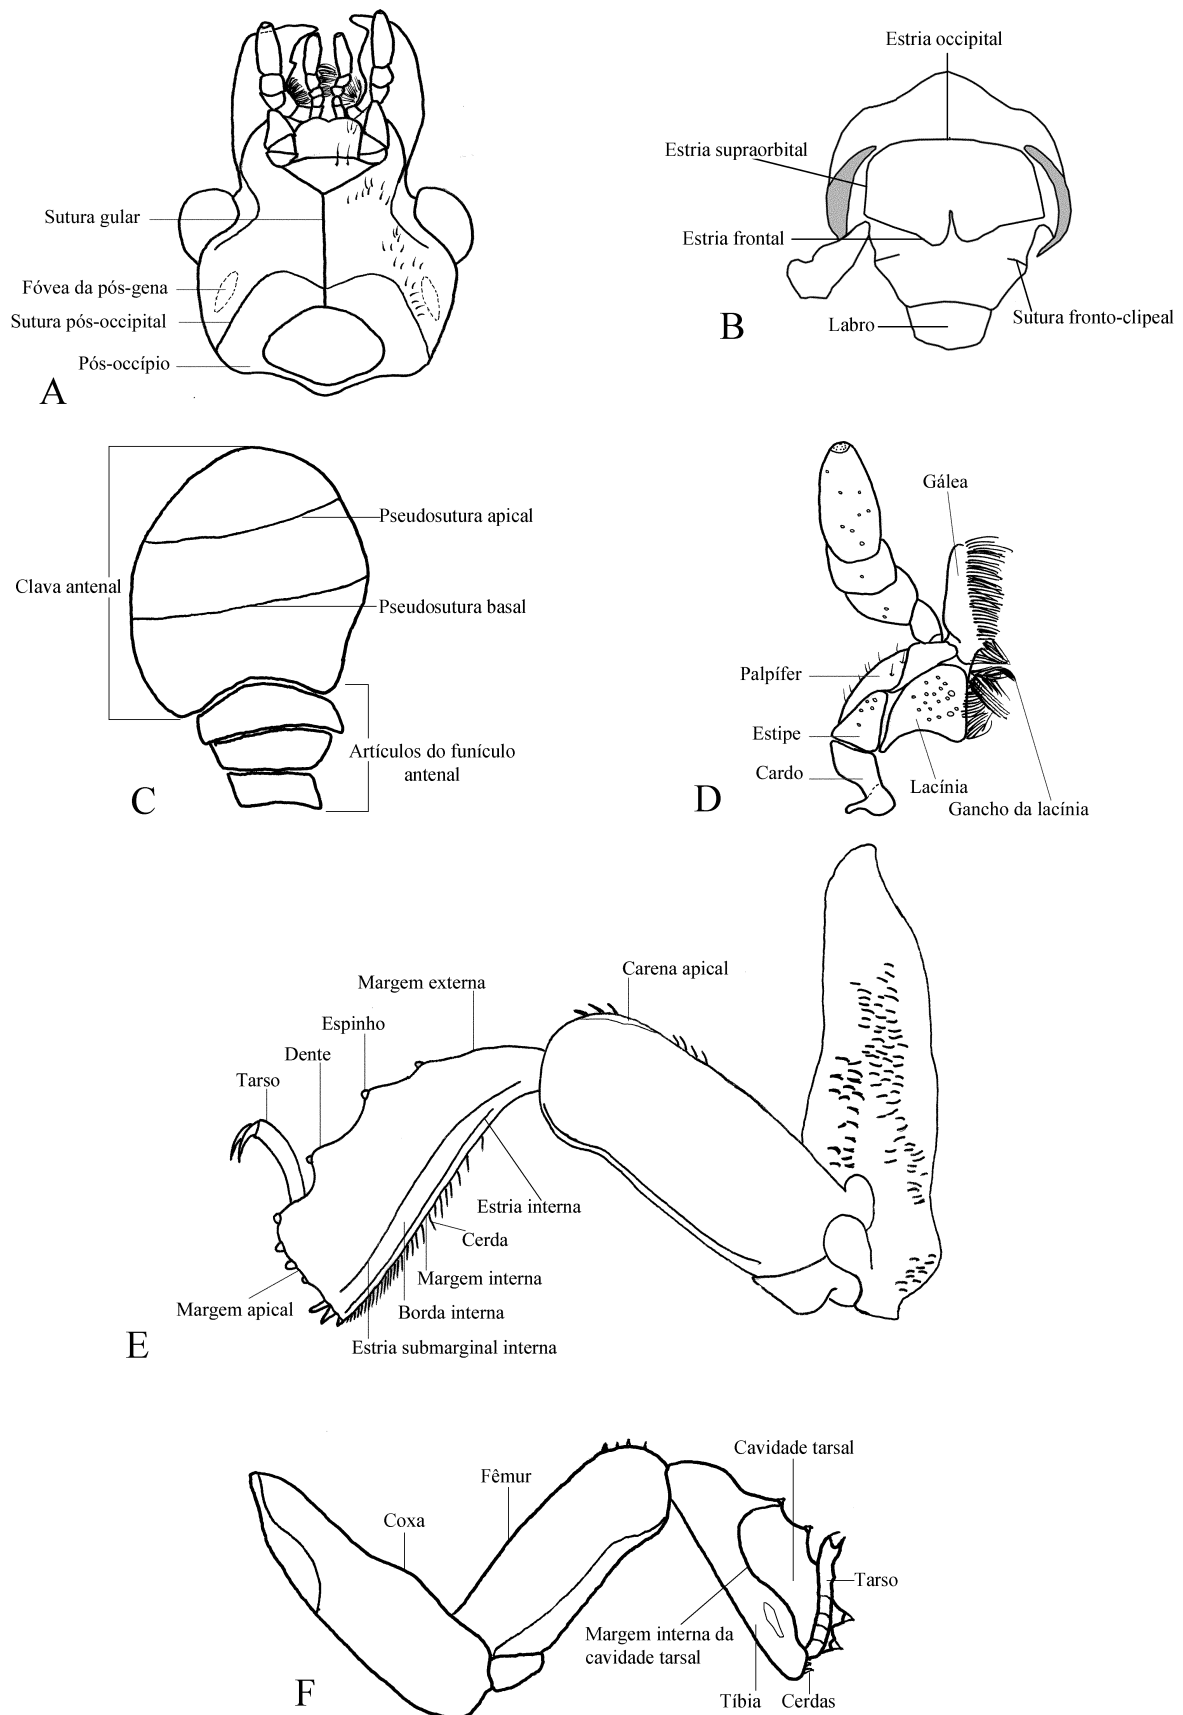 Sutura gular
Fóvea da pós-gena
Sutura pós-occipital
Pós-occípio
A
Estria occipital
Estria supraorbital
Estria frontal
Labro
Sutura fronto-clipeal
B
Clava antenal
Pseudosutura apical
Pseudosutura basal
Artículos do funículo
antenal
C
Gálea
Palpífer
Estipe
Cardo
Lacínia
Gancho da lacínia
D
Carena apical
Margem externa
Espinho
Dente
Tarso
Estria interna
Cerda
Margem interna
Margem apical
Borda interna
Estria submarginal interna
E
Cavidade tarsal
Fêmur
Coxa
Tarso
Margem interna da
cavidade tarsal
Tíbia
Cerdas
F